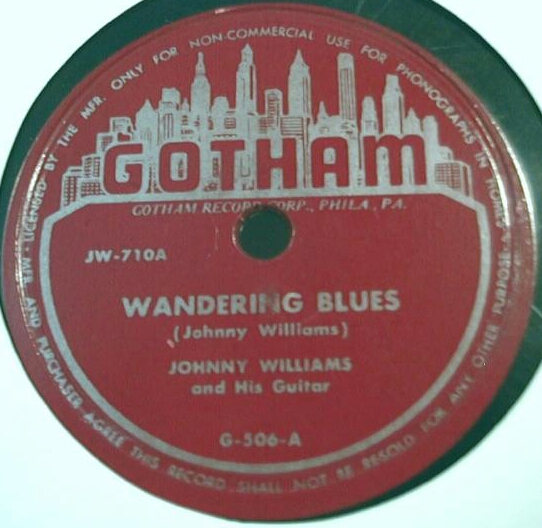 LICENSED BY THE MFR. ONLY FOR NON-COMMERCIAL USE FOR PHONOGRAPHS IN HOMES.
GOTHAM
GOTHAM RECORD CORP., PHILA., PA.
JW-710A
WANDERING BLUES
(Johnny Williams)
JOHNNY WILLIAMS
and His Guitar
G-506-A
MFR. AND PURCHASER AGREE THIS RECORD SHALL NOT BE RESOLD FOR ANY OTHER PURPOSE.